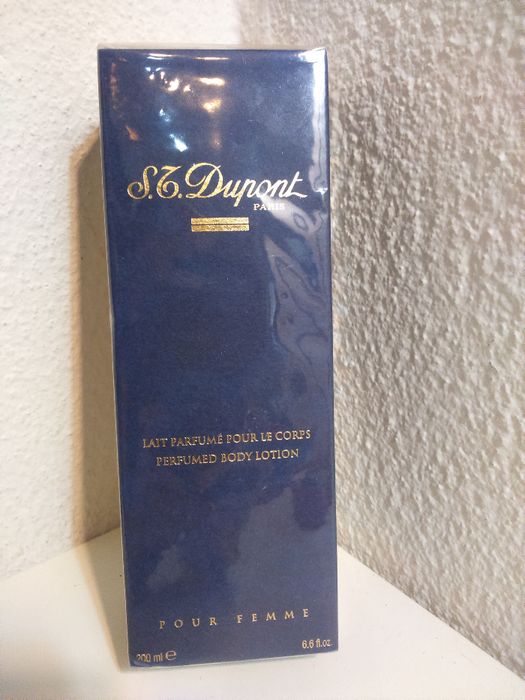 S.T. Dupont
PARIS
LAIT PARFUMÉ POUR LE CORPS
PERFUMED BODY LOTION
POUR FEMME
200 ml e 6.6 fl.oz.